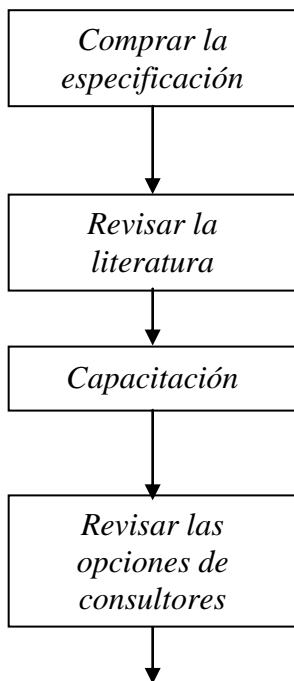 Comprar la
especificación
Revisar la
literatura
Capacitación
Revisar las
opciones de
consultores